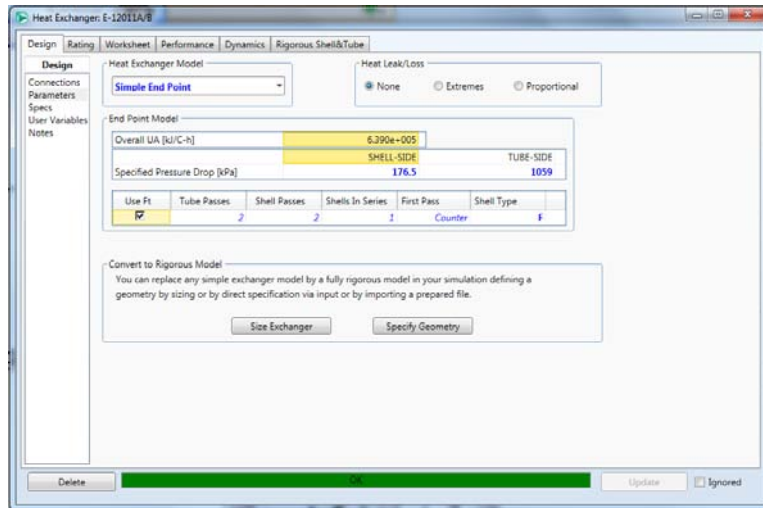 Heat Exchanger: E-12011A/B
Design Rating Worksheet Performance Dynamics Rigorous Shell&Tube
Design
Connections
Parameters
Specs
User Variables
Notes
Heat Exchanger Model
Simple End Point
Heat Leak/Loss
None Extremes Proportional
End Point Model
Overall UA [kJ/C-h] 6.390e+005
SHELL-SIDE TUBE-SIDE
Specified Pressure Drop [kPa] 176.5 1059
Use Ft Tube Passes Shell Passes Shells In Series First Pass Shell Type
2 2 1 Counter F
Convert to Rigorous Model
You can replace any simple exchanger model by a fully rigorous model in your simulation defining a
geometry by sizing or by direct specification via input or by importing a prepared file.
Size Exchanger Specify Geometry
Delete OK Update Ignored